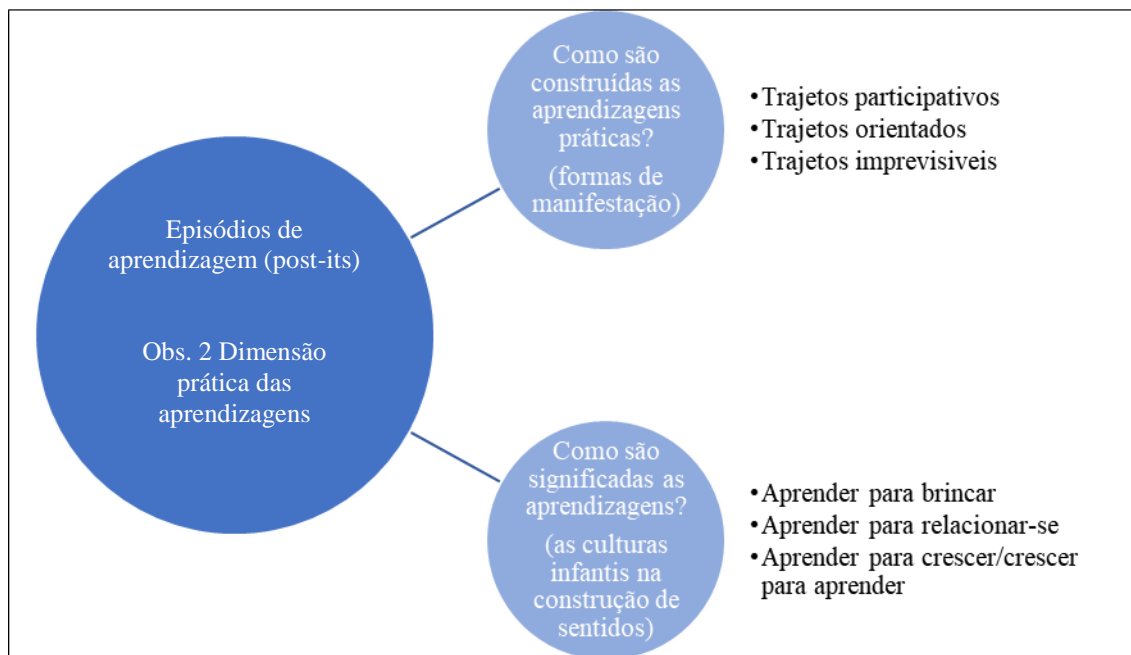 Episódios de
aprendizagem (post-its)
Obs. 2 Dimensão
prática das
aprendizagens
Como são
construídas as
aprendizagens
práticas?
(formas de
manifestação)
•Trajetos participativos
•Trajetos orientados
•Trajetos imprevisiveis
Como são
significadas as
aprendizagens?
(as culturas
infantis na
construção de
sentidos)
•Aprender para brincar
•Aprender para relacionar-se
•Aprender para crescer/crescer
para aprender